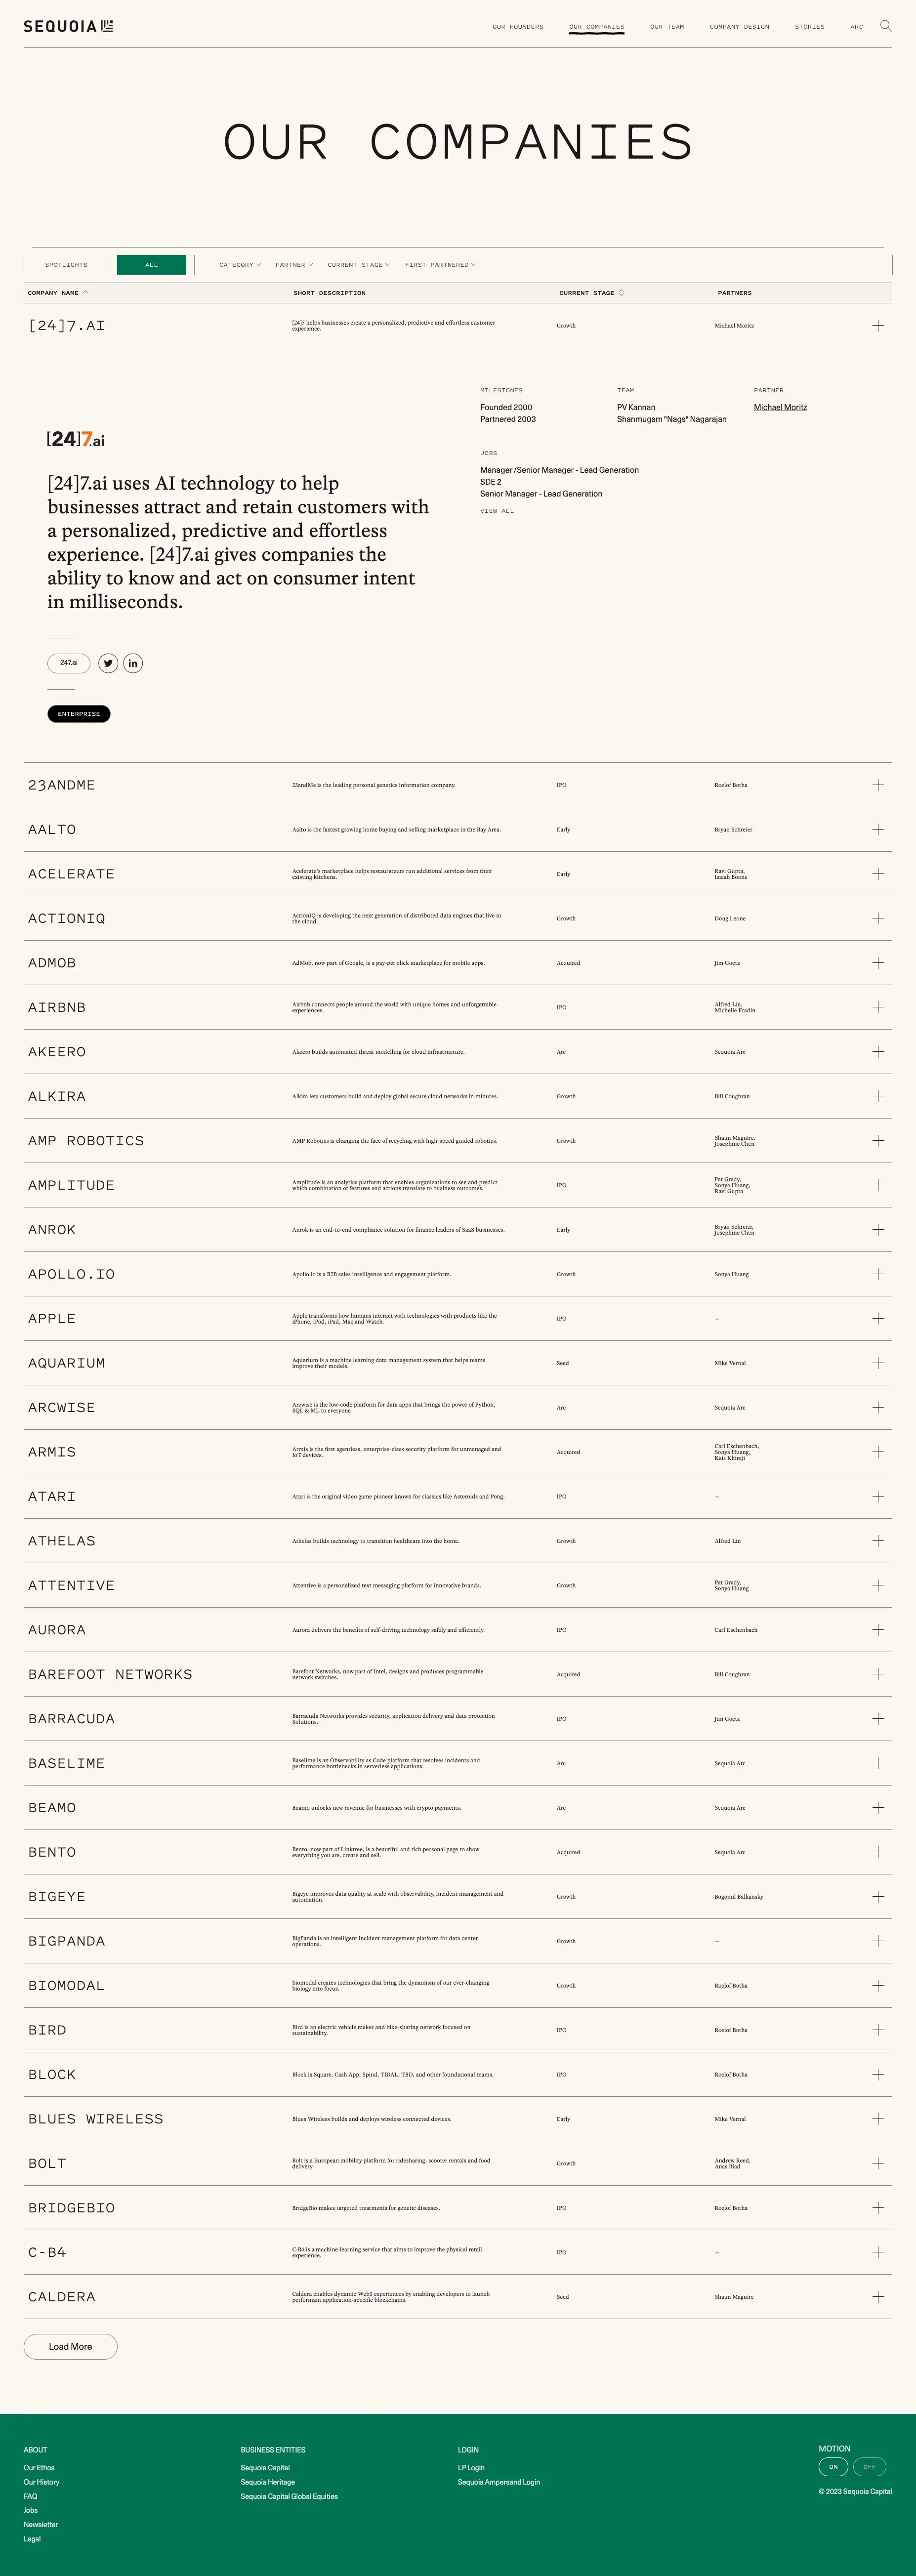 SEQUOIA
OUR FOUNDERS
OUR COMPANIES
OUR TEAM
COMPANY DESIGN
STORIES
ARC
OUR COMPANIES
SPOTLIGHTS
ALL
CATEGORY
PARTNER
CURRENT STAGE
FIRST PARTNERED
COMPANY NAME
SHORT DESCRIPTION
CURRENT STAGE
PARTNERS
[24]7.AI
[24]7 helps businesses create a personalized, predictive and effortless customer
experience.
Growth
Michael Moritz
[24]7.ai
[24]7.ai uses AI technology to help
businesses attract and retain customers with
a personalized, predictive and effortless
experience. [24]7.ai gives companies the
ability to know and act on consumer intent
in milliseconds.
247.ai
in
ENTERPRISE
MILESTONES
Founded 2000
Partnered 2003
TEAM
PV Kannan
Shanmugam "Nags" Nagarajan
PARTNER
Michael Moritz
JOBS
Manager/Senior Manager - Lead Generation
SDE 2
Senior Manager - Lead Generation
VIEW ALL
23ANDME
23andMe is the leading personal genetics information company.
IPO
Roelof Botha
AALTO
Aalto is the fastest growing home buying and selling marketplace in the Bay Area.
Early
Bryan Schreier
ACELERATE
Acelerate's marketplace helps restaurateurs run additional services from their
existing kitchens.
Early
Ravi Gupta,
Isaiah Boone
ACTIONIQ
ActionIQ is developing the next generation of distributed data engines that live in
the cloud.
Growth
Doug Leone
ADMOB
AdMob, now part of Google, is a pay-per click marketplace for mobile apps.
Acquired
Jim Goetz
AIRBNB
Airbnb connects people around the world with unique homes and unforgettable
experiences.
IPO
Alfred Lin,
Michelle Fradin
AKEERO
Akeero builds automated threat modelling for cloud infrastructure.
Arc
Sequoia Arc
ALKIRA
Alkira lets customers build and deploy global secure cloud networks in minutes.
Growth
Bill Coughran
AMP ROBOTICS
AMP Robotics is changing the face of recycling with high-speed guided robotics.
Growth
Shaun Maguire,
Josephine Chen
AMPLITUDE
Amplitude is an analytics platform that enables organizations to see and predict
which combination of features and actions translate to business outcomes.
IPO
Pat Grady,
Sonya Huang,
Ravi Gupta
ANROK
Anrok is an end-to-end compliance solution for finance leaders of SaaS businesses.
Early
Bryan Schreier,
Josephine Chen
APOLLO.IO
Apollo.io is a B2B sales intelligence and engagement platform.
Growth
Sonya Huang
APPLE
Apple transforms how humans interact with technologies with products like the
iPhone, iPod, iPad, Mac and Watch.
IPO
—
AQUARIUM
Aquarium is a machine learning data management system that helps teams
improve their models.
Seed
Mike Vernal
ARCWISE
Arcwise is the low-code platform for data apps that brings the power of Python,
SQL & ML to everyone
Arc
Sequoia Arc
ARMIS
Armis is the first agentless, enterprise-class security platform for unmanaged and
IoT devices.
Acquired
Carl Eschenbach,
Sonya Huang,
Kais Khimji
ATARI
Atari is the original video game pioneer known for classics like Asteroids and Pong.
IPO
—
ATHELAS
Athelas builds technology to transition healthcare into the home.
Growth
Alfred Lin
ATTENTIVE
Attentive is a personalized text messaging platform for innovative brands.
Growth
Pat Grady,
Sonya Huang
AURORA
Aurora delivers the benefits of self-driving technology safely and efficiently.
IPO
Carl Eschenbach
BAREFOOT NETWORKS
Barefoot Networks, now part of Intel, designs and produces programmable
network switches.
Acquired
Bill Coughran
BARRACUDA
Barracuda Networks provides security, application delivery and data protection
Solutions.
IPO
Jim Goetz
BASELIME
Baselime is an Observability as Code platform that resolves incidents and
performance bottlenecks in serverless applications.
Arc
Sequoia Arc
BEAMO
Beamo unlocks new revenue for businesses with crypto payments.
Arc
Sequoia Arc
BENTO
Bento, now part of Linktree, is a beautiful and rich personal page to show
everything you are, create and sell.
Acquired
Sequoia Arc
BIGEYE
Bigeye improves data quality at scale with observability, incident management and
automation.
Growth
Bogomil Balkansky
BIGPANDA
BigPanda is an intelligent incident management platform for data center
operations.
Growth
—
BIOMODAL
biomodal creates technologies that bring the dynamism of our ever-changing
biology into focus.
Growth
Roelof Botha
BIRD
Bird is an electric vehicle maker and bike-sharing network focused on
sustainability.
IPO
Roelof Botha
BLOCK
Block is Square, Cash App, Spiral, TIDAL, TBD, and other foundational teams.
IPO
Roelof Botha
BLUES WIRELESS
Blues Wireless builds and deploys wireless connected devices.
Early
Mike Vernal
BOLT
Bolt is a European mobility platform for ridesharing, scooter rentals and food
delivery.
Growth
Andrew Reed,
Anas Biad
BRIDGEBIO
BridgeBio makes targeted treatments for genetic diseases.
IPO
Roelof Botha
C-B4
C-B4 is a machine-learning service that aims to improve the physical retail
experience.
IPO
—
CALDERA
Caldera enables dynamic Web3 experiences by enabling developers to launch
performant application-specific blockchains.
Seed
Shaun Maguire
Load More
ABOUT
Our Ethos
Our History
FAQ
Jobs
Newsletter
Legal
BUSINESS ENTITIES
Sequoia Capital
Sequoia Heritage
Sequoia Capital Global Equities
LOGIN
LP Login
Sequoia Ampersand Login
MOTION
ON
OFF
© 2023 Sequoia Capital